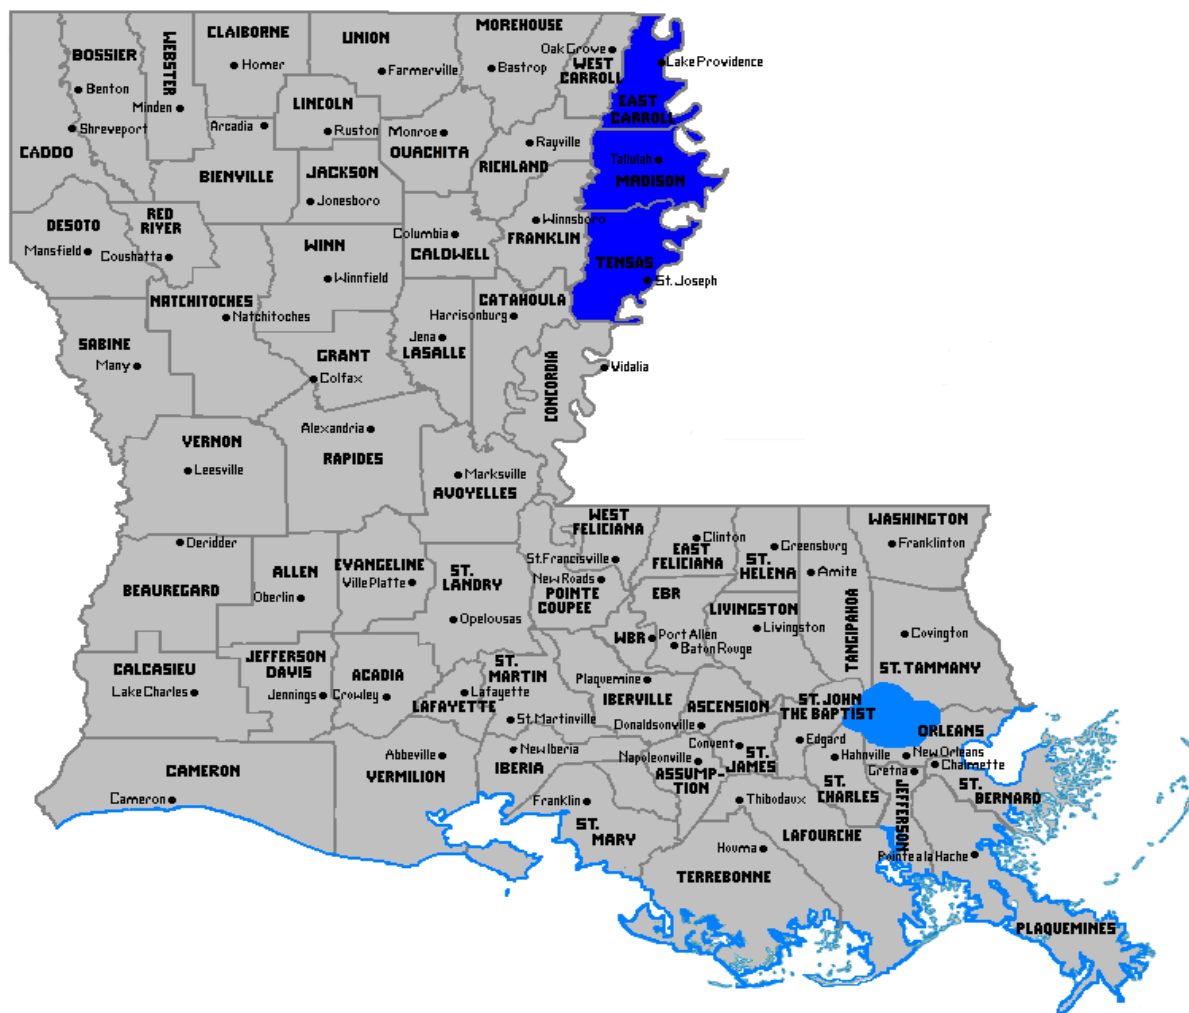 MOREHOUSE
CLAIBORNE
UNION
WEBSTER
BOSSIER
Oak Grove
WEST
CARROLL
Lake Providence
Homer
Farmerville
Bastrop
Benton
Minden
LINCOLN
EAST
CARROLL
Shreveport
Arcadia
Ruston
Monroe
OUACHITA
Rayville
CADDO
RICHLAND
Tallulah
MADISON
BIENVILLE
JACKSON
Jonesboro
DESOTO
RED
RIVER
Winnsboro
FRANKLIN
Columbia
CALDWELL
WINN
Mansfield
Coushatta
TENSAS
St. Joseph
Winnfield
NATCHITOCHES
Natchitoches
CATAHOULA
Harrisonburg
SABINE
Many
GRANT
Colfax
Jena
LASALLE
CONCORDIA
Vidalia
VERNON
Leesville
Alexandria
RAPIDES
Marksville
AVOYELLES
WEST
FELICIANA
WASHINGTON
Franklinton
Deridder
Clinton
EAST
FELICIANA
Greensburg
ST.
HELENA
St. Francisville
BEAUREGARD
ALLEN
Oberlin
EVANGELINE
Ville Platte
ST.
LANDRY
New Roads
POINTE
COUPEE
EBR
Amite
TANGIPAHOA
LIVINGSTON
Livingston
Opelousas
WBR
Port Allen
Baton Rouge
Covington
ST. TAMMANY
CALCASIEU
Lake Charles
JEFFERSON
DAVIS
Jennings
ACADIA
Crowley
LAFAYETTE
Lafayette
ST.
MARTIN
St. Martinville
Plaquemine
IBERVILLE
ASCENSION
Donaldsonville
ST. JOHN
THE BAPTIST
Edgard
ORLEANS
New Orleans
Chalmette
CAMERON
Cameron
Abbeville
VERMILION
New Iberia
IBERIA
Napoleonville
ASSUMP-
TION
Convent
ST.
JAMES
Hahnville
ST.
CHARLES
Gretna
JEFFERSON
ST.
BERNARD
Franklin
ST.
MARY
Thibodaux
LAFOURCHE
Houma
TERREBONNE
Pointe a la Hache
PLAQUEMINES